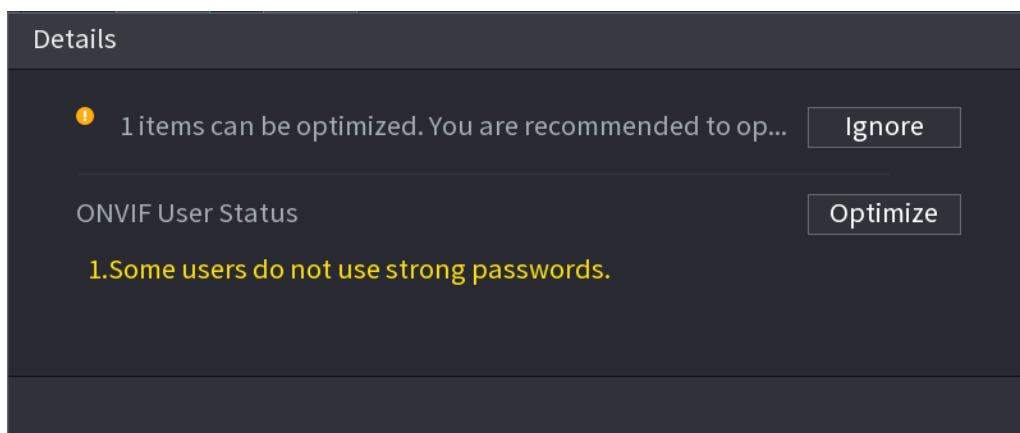 Details
1 items can be optimized. You are recommended to op...
Ignore
ONVIF User Status
Optimize
1.Some users do not use strong passwords.